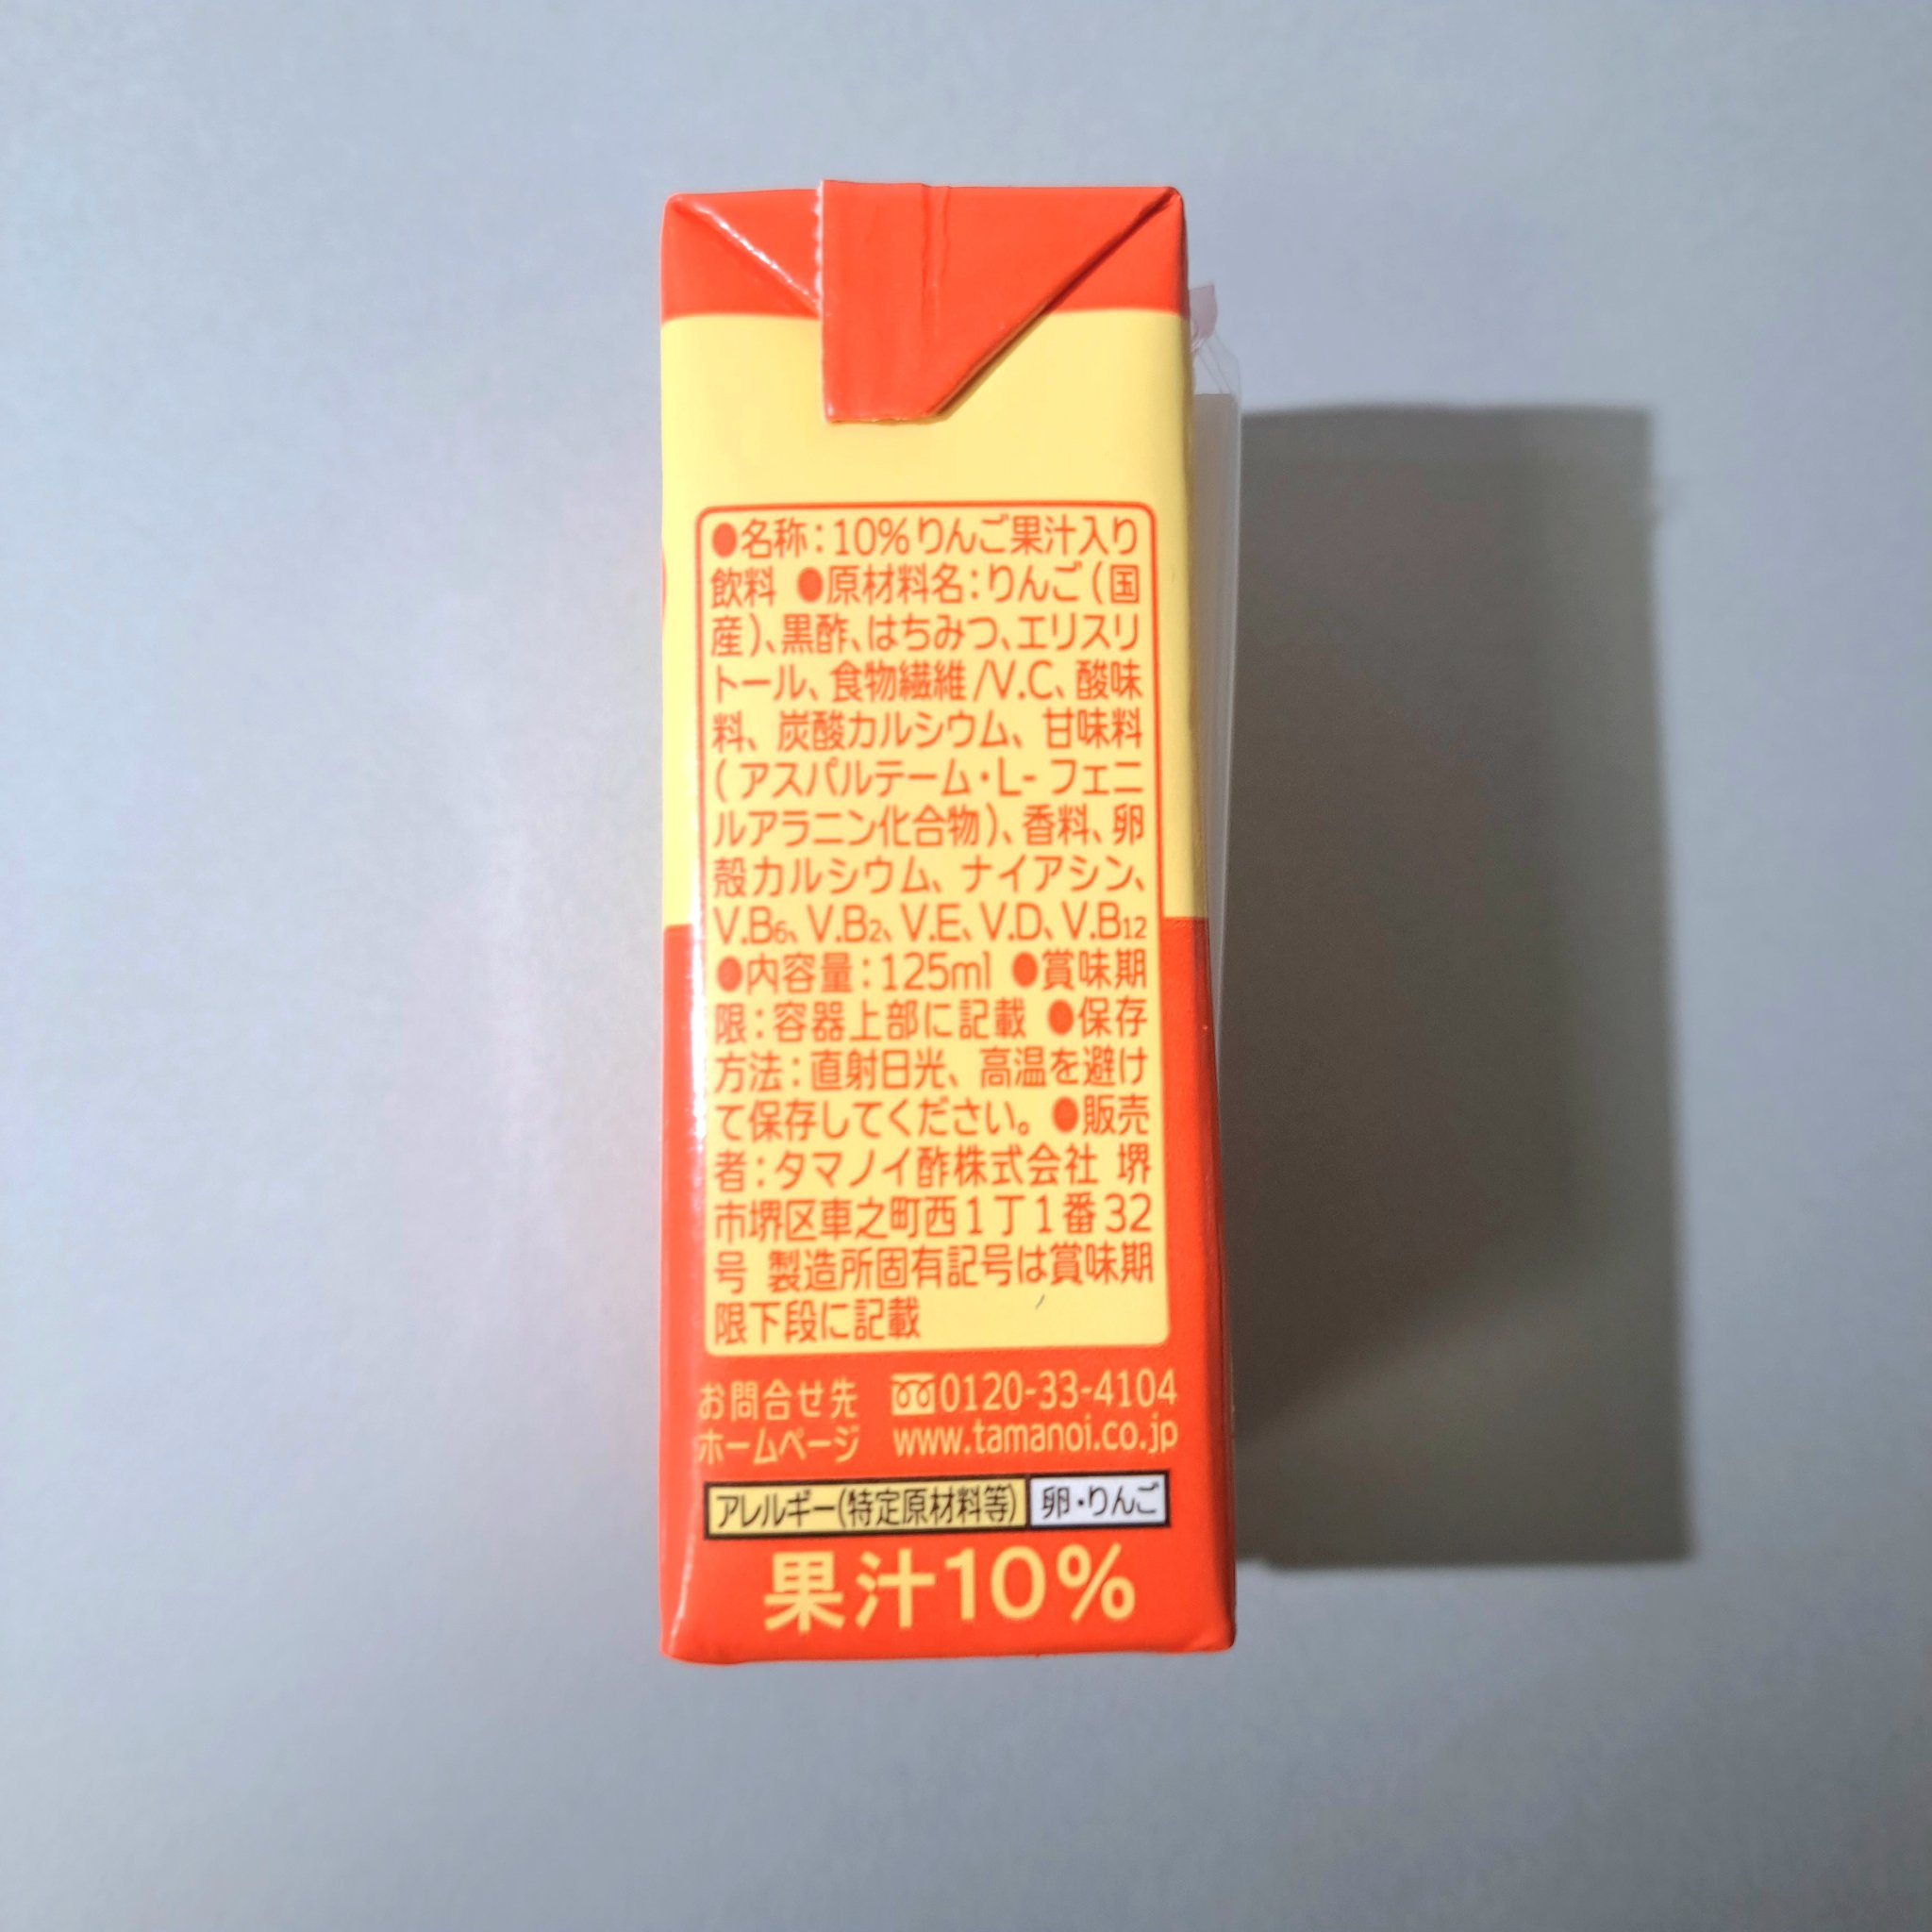 ●名称：10%りんご果汁入り
飲料 ●原材料名：りんご（国
産）、黒酢、はちみつ、エリスリ
トール、食物繊維/V.C、酸味
料、炭酸カルシウム、甘味料
（アスパルテーム・L-フェニ
ルアラニン化合物）、香料、卵
殻カルシウム、ナイアシン、
V.B6、V.B2、V.E、V.D、V.B12
●内容量：125ml ●賞味期
限：容器上部に記載 ●保存
方法：直射日光、高温を避け
て保存してください。 ●販売
者：タマノイ酢株式会社 堺
市堺区車之町西1丁1番32
号 製造所固有記号は賞味期
限下段に記載
お問合せ先 0120-33-4104
ホームページ www.tamanoi.co.jp
アレルギー（特定原材料等） 卵・りんご
果汁10%